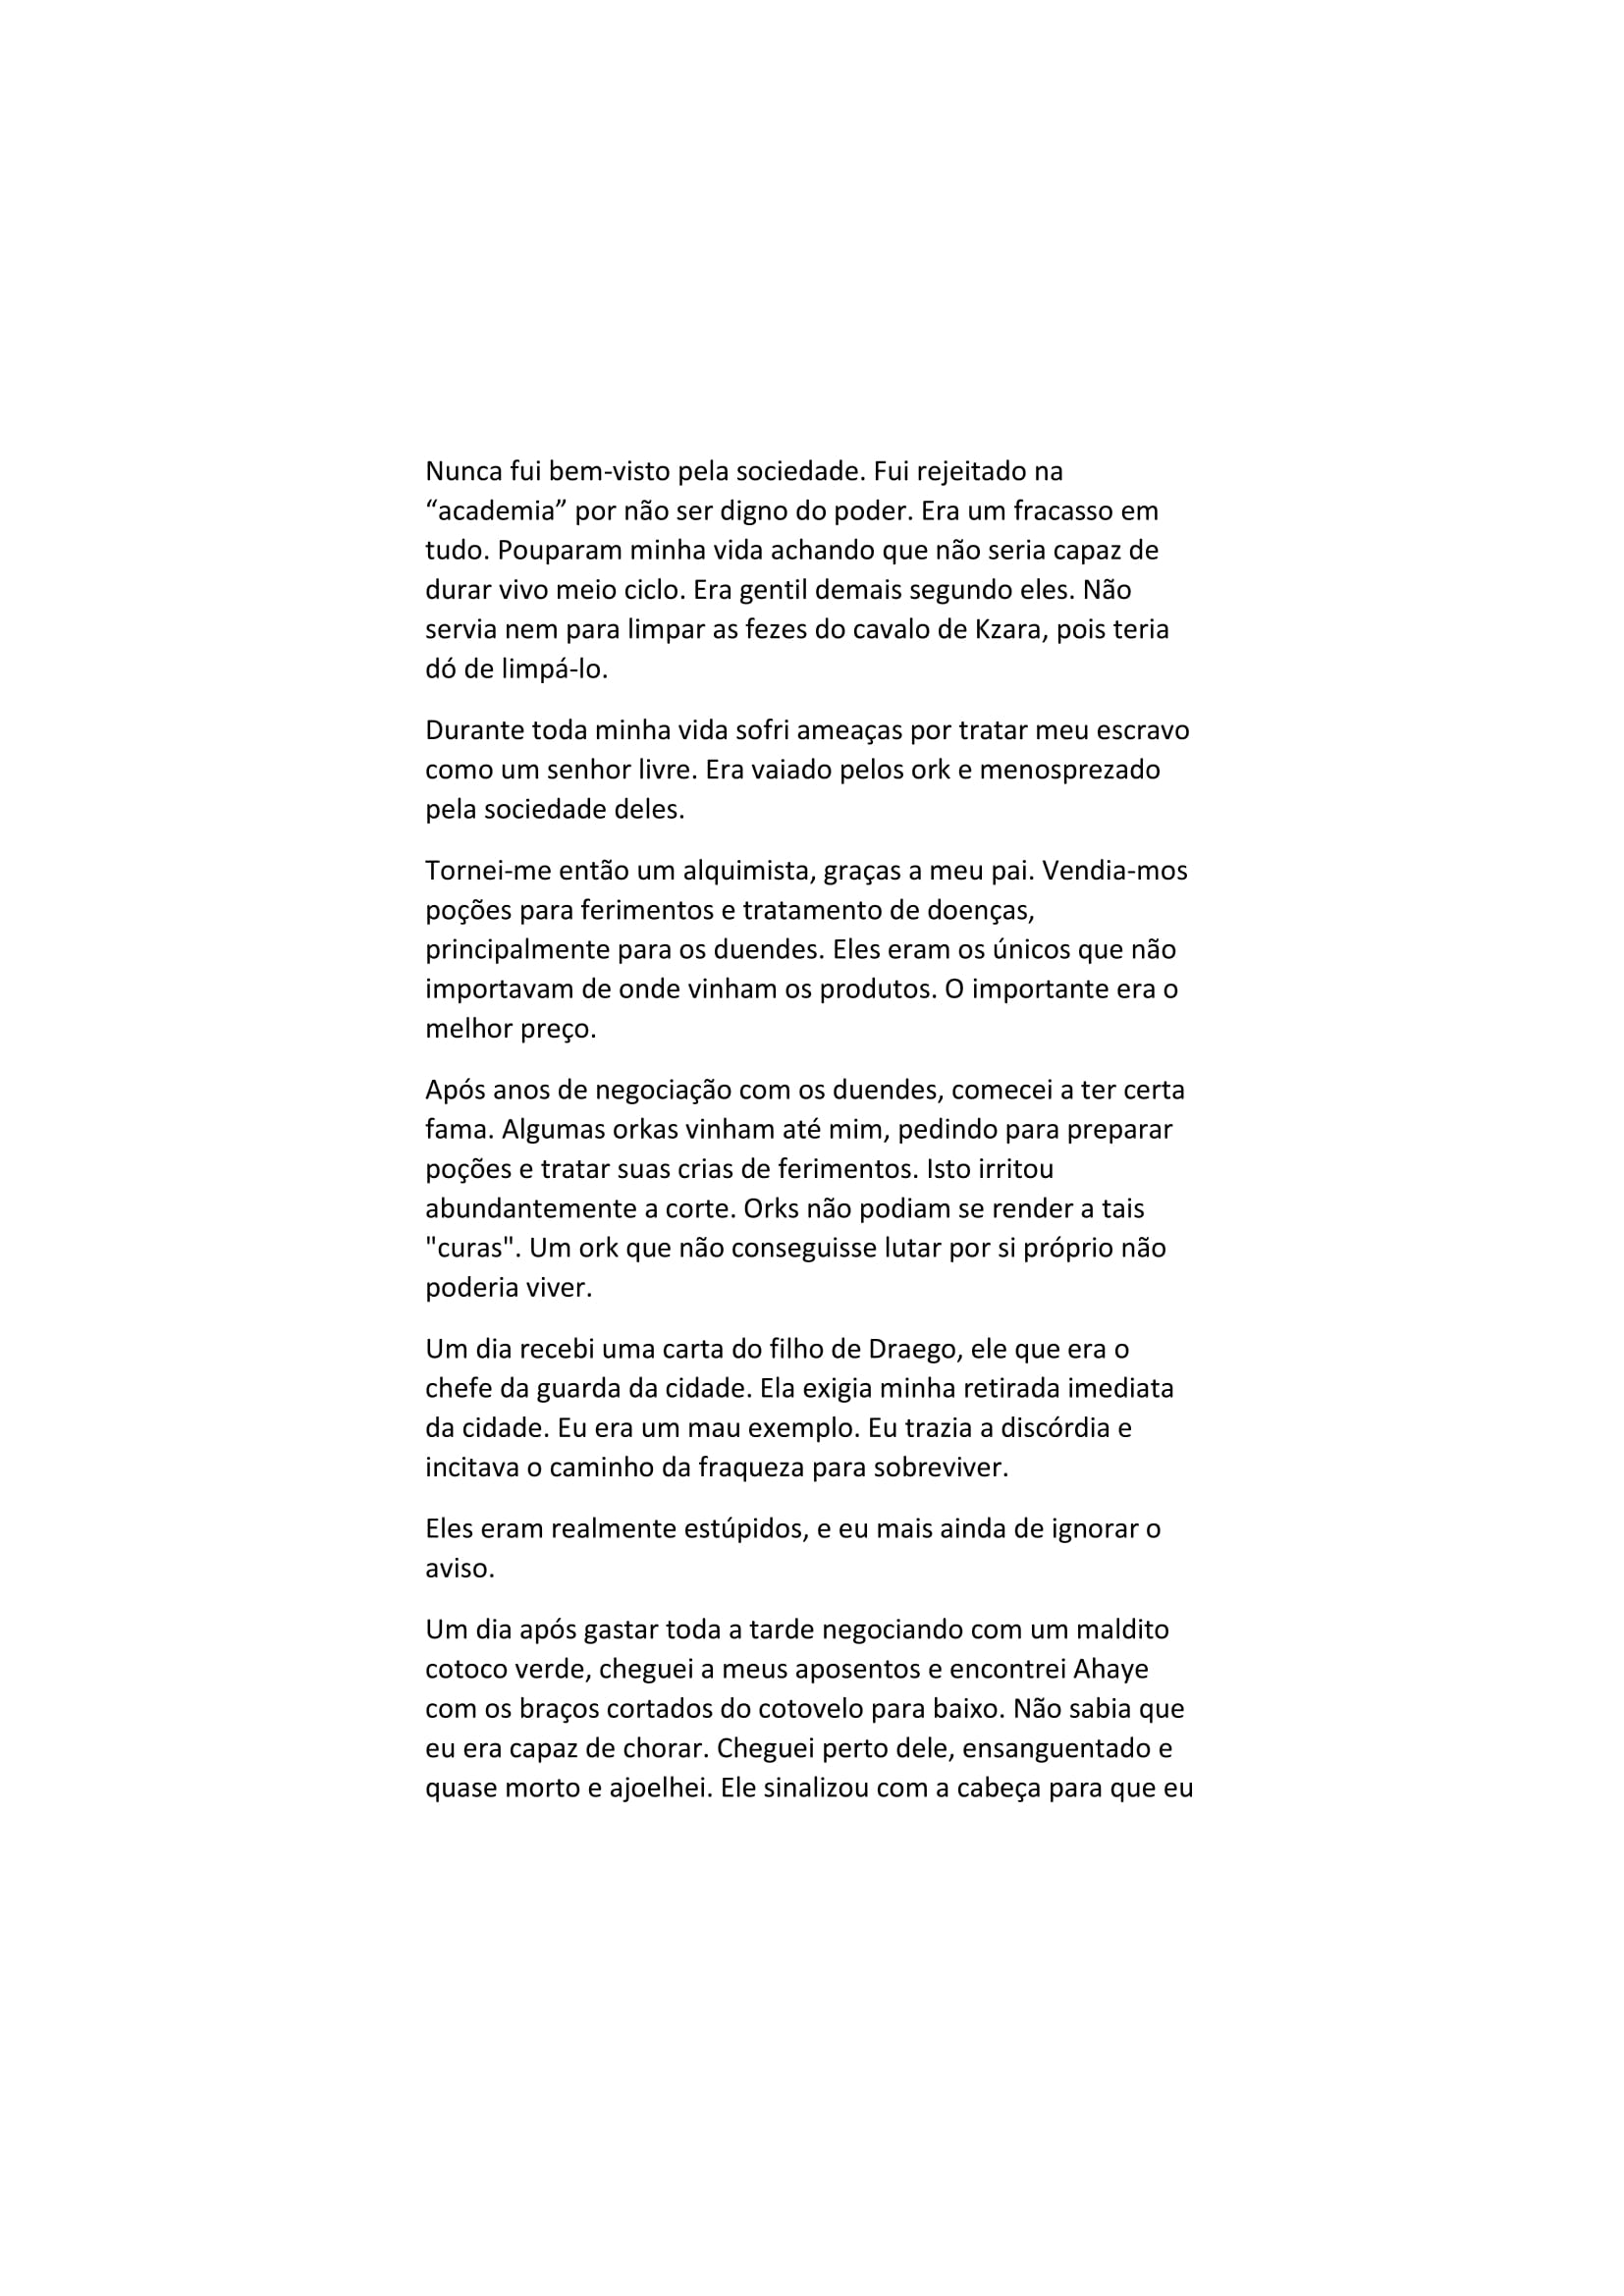 Nunca fui bem-visto pela sociedade. Fui rejeitado na
“academia” por não ser digno do poder. Era um fracasso em
tudo. Pouparam minha vida achando que não seria capaz de
durar vivo meio ciclo. Era gentil demais segundo eles. Não
servia nem para limpar as fezes do cavalo de Kzara, pois teria
dó de limpá-lo.
Durante toda minha vida sofri ameaças por tratar meu escravo
como um senhor livre. Era vaiado pelos ork e menosprezado
pela sociedade deles.
Tornei-me então um alquimista, graças a meu pai. Vendia-mos
poções para ferimentos e tratamento de doenças,
principalmente para os duendes. Eles eram os únicos que não
importavam de onde vinham os produtos. O importante era o
melhor preço.
Após anos de negociação com os duendes, comecei a ter certa
fama. Algumas orkas vinham até mim, pedindo para preparar
poções e tratar suas crias de ferimentos. Isto irritou
abundantemente a corte. Orks não podiam se render a tais
"curas". Um ork que não conseguisse lutar por si próprio não
poderia viver.
Um dia recebi uma carta do filho de Draego, ele que era o
chefe da guarda da cidade. Ela exigia minha retirada imediata
da cidade. Eu era um mau exemplo. Eu trazia a discórdia e
incitava o caminho da fraqueza para sobreviver.
Eles eram realmente estúpidos, e eu mais ainda de ignorar o
aviso.
Um dia após gastar toda a tarde negociando com um maldito
cotoco verde, cheguei a meus aposentos e encontrei Ahaye
com os braços cortados do cotovelo para baixo. Não sabia que
eu era capaz de chorar. Cheguei perto dele, ensanguentado e
quase morto e ajoelhei. Ele sinalizou com a cabeça para que eu